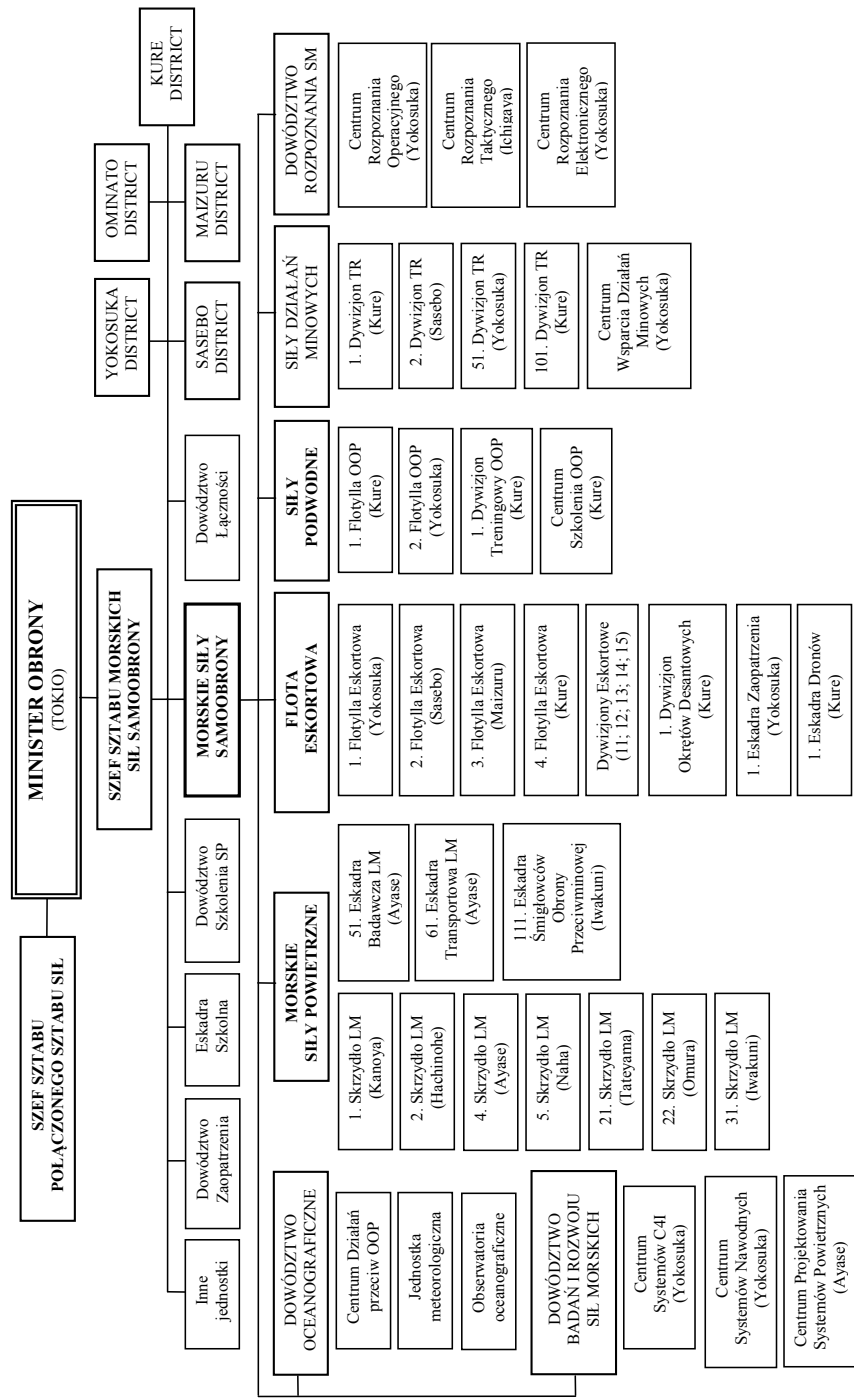 MINISTER OBRONY
(TOKIO)
SZEF SZTABU
POŁĄCZONEGO SZTABU SIŁ
SZEF SZTABU MORSKICH
SIŁ SAMOOBRONY
YOKOSUKA
DISTRICT
OMINATO
DISTRICT
KURE
DISTRICT
Inne
jednostki
Dowództwo
Zaopatrzenia
Eskadra
Szkolna
Dowództwo
Szkolenia SP
MORSKIE SIŁY
SAMOOBRONY
Dowództwo
Łączności
SASEBO
DISTRICT
MAIZURU
DISTRICT
DOWÓDZTWO
OCEANOGRAFICZNE
Centrum Działań
przeciw OOP
Jednostka
meteorologiczna
Obserwatoria
oceanograficzne
DOWÓDZTWO
BADAŃ I ROZWOJU
SIŁ MORSKICH
Centrum
Systemów C4I
(Yokosuka)
Centrum
Systemów Nawodnych
(Yokosuka)
Centrum Projektowania
Systemów Powietrznych
(Ayase)
MORSKIE
SIŁY POWIETRZNE
1. Skrzydło LM
(Kanoya)
2. Skrzydło LM
(Hachinohe)
4. Skrzydło LM
(Ayase)
5. Skrzydło LM
(Naha)
21. Skrzydło LM
(Tateyama)
22. Skrzydło LM
(Omura)
31. Skrzydło LM
(Iwakuni)
51. Eskadra
Badawcza LM
(Ayase)
61. Eskadra
Transportowa LM
(Ayase)
111. Eskadra
Śmigłowców
Obrony
Przeciwminowej
(Iwakuni)
FLOTA
ESKORTOWA
1. Flotylla Eskortowa
(Yokosuka)
2. Flotylla Eskortowa
(Sasebo)
3. Flotylla Eskortowa
(Maizuru)
4. Flotylla Eskortowa
(Kure)
Dywizjony Eskortowe
(11; 12; 13; 14; 15)
1. Dywizjon
Okrętów Desantowych
(Kure)
1. Eskadra Zaopatrzenia
(Yokosuka)
1. Eskadra Dronów
(Kure)
SIŁY
PODWODNE
1. Flotylla OOP
(Kure)
2. Flotylla OOP
(Yokosuka)
1. Dywizjon
Treningowy OOP
(Kure)
Centrum
Szkolenia OOP
(Kure)
SIŁY DZIAŁAŃ
MINOWYCH
1. Dywizjon TR
(Kure)
2. Dywizjon TR
(Sasebo)
51. Dywizjon TR
(Yokosuka)
101. Dywizjon TR
(Kure)
Centrum
Wsparcia Działań
Minowych
(Yokosuka)
DOWÓDZTWO
ROZPOZNANIA SM
Centrum
Rozpoznania
Operacyjnego
(Yokosuka)
Centrum
Rozpoznania
Taktycznego
(Ichigaya)
Centrum
Rozpoznania
Elektronicznego
(Yokosuka)